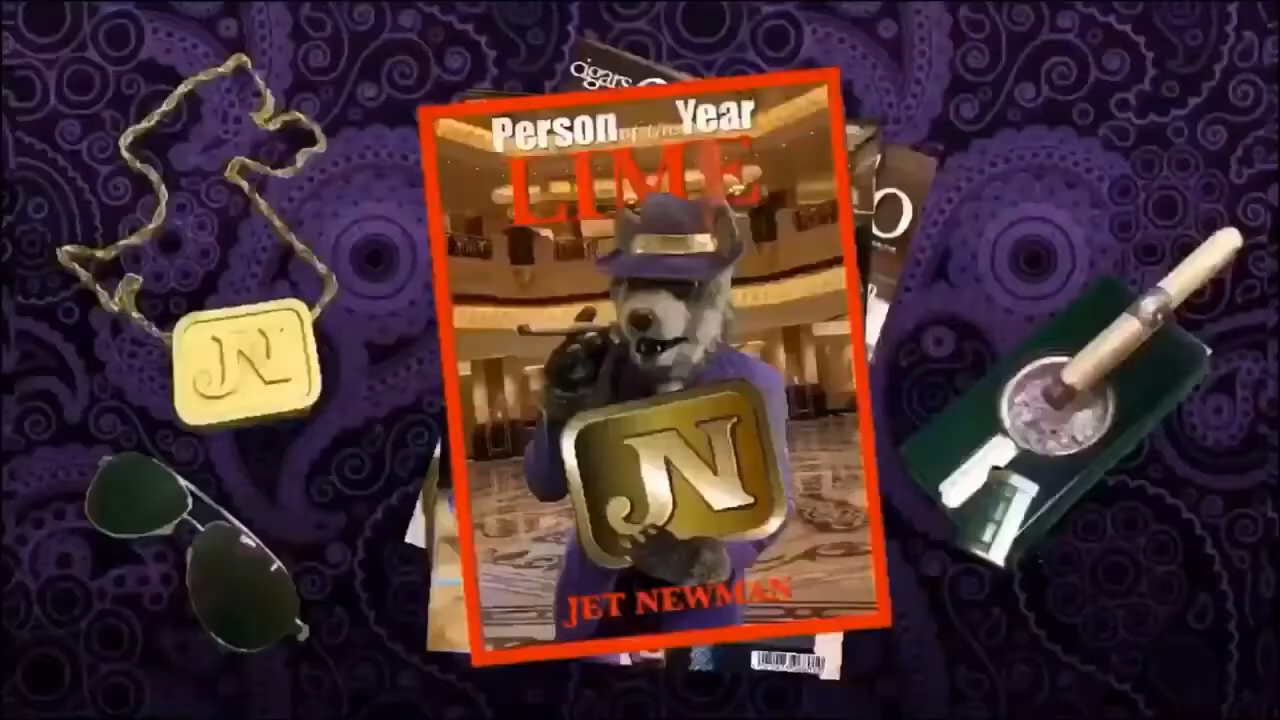 cigars
Person of the Year
LIME
JN
JN
JET NEWMAN